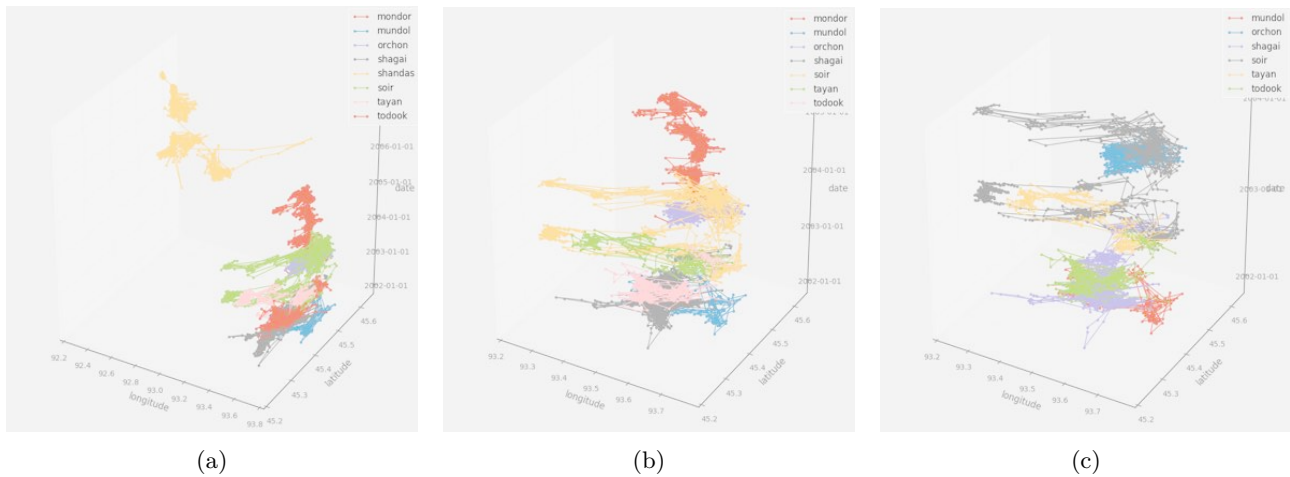 mondor
mundol
orchon
shagai
shandas
soir
tayan
todook
2006-01-01
2005-01-01
date
2004-01-01
2003-01-01
2002-01-01
92.2
92.4
92.6
92.8
93.0
93.2
93.4
93.6
93.8
longitude
45.2
45.3
45.4
45.5
45.6
latitude
(a)
mondor
mundol
orchon
shagai
soir
tayan
todook
2004-01-01
date
2003-01-01
2002-01-01
93.2
93.3
93.4
93.5
93.6
93.7
longitude
45.2
45.3
45.4
45.5
45.6
latitude
(b)
mundol
orchon
shagai
soir
tayan
todook
2004-01-01
date
2002-01-01
93.2
93.3
93.4
93.5
93.6
93.7
longitude
45.2
45.3
45.4
45.5
45.6
latitude
(c)